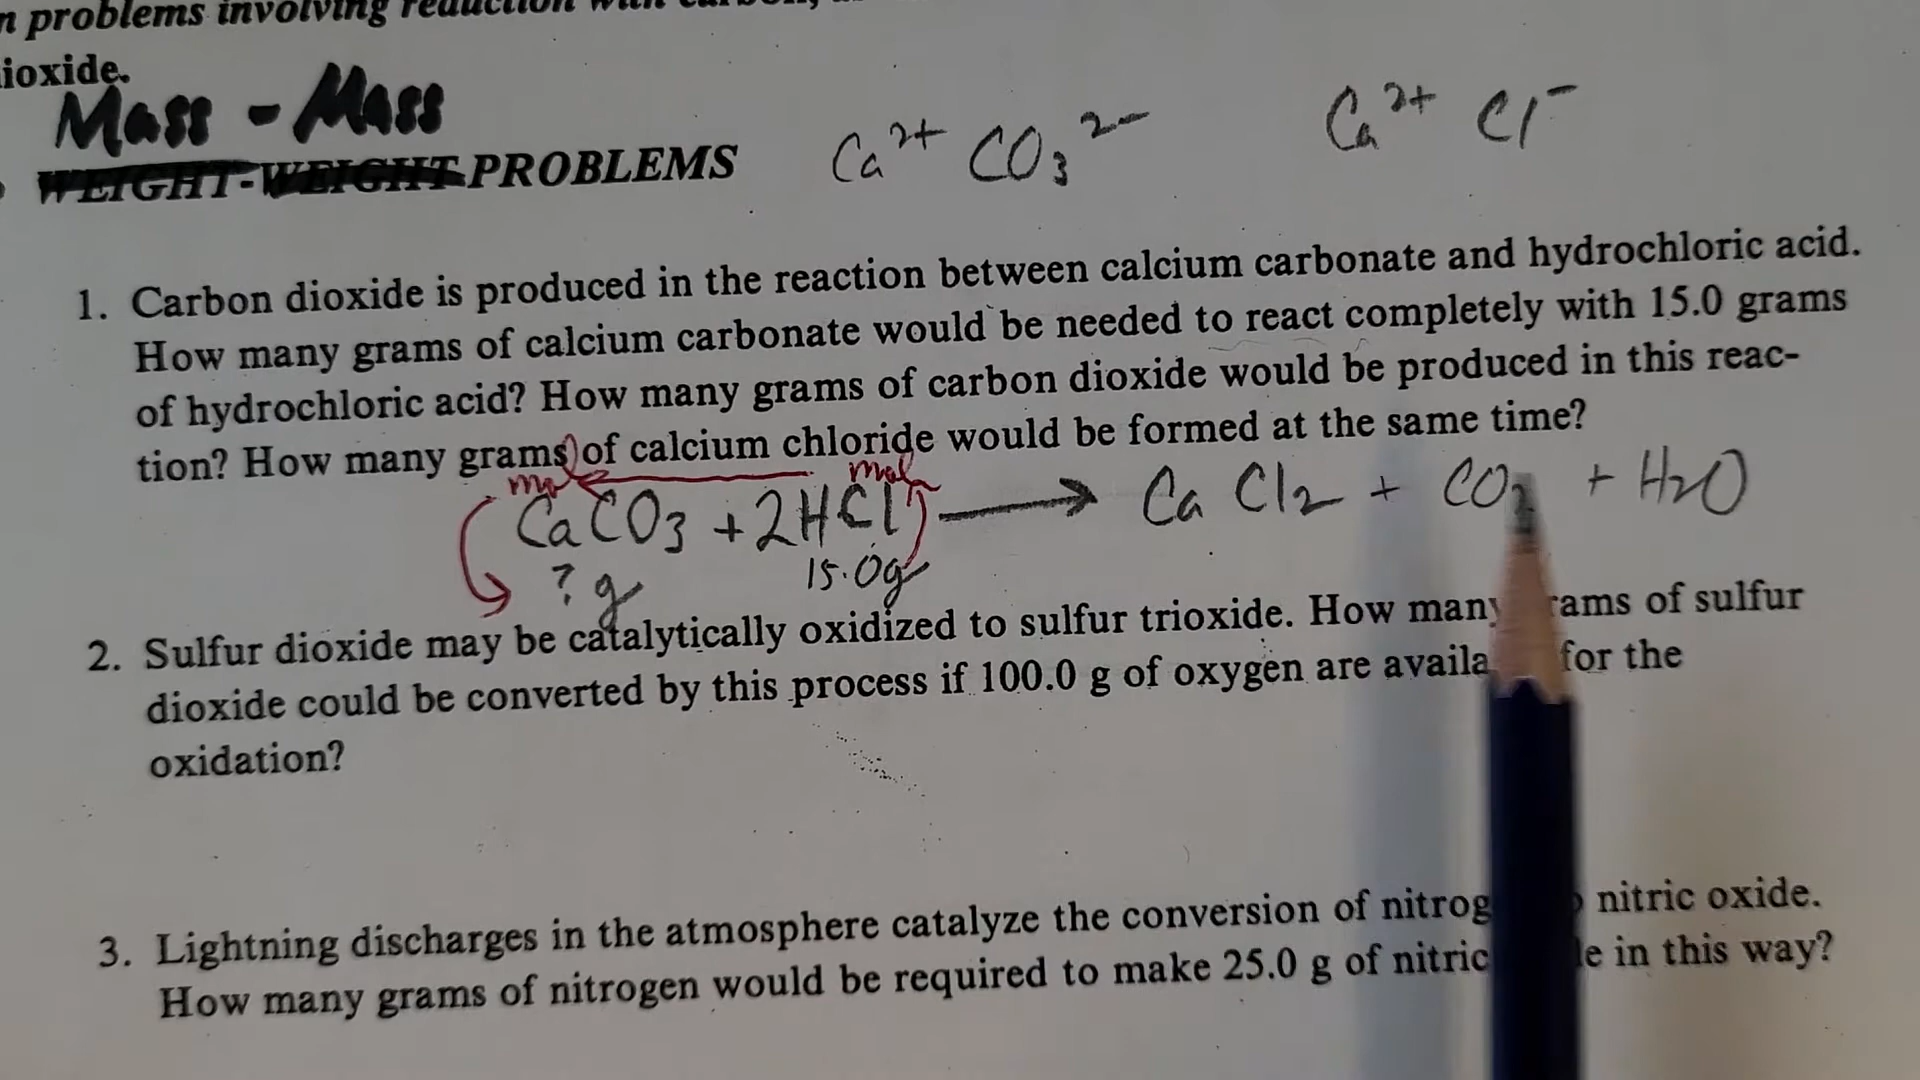 problems involving reduction with carbon,
ioxide.
Mass - Mass
WEIGHT-WEIGHT PROBLEMS
Ca²⁺ CO₃²⁻
Ca²⁺ Cl⁻
1. Carbon dioxide is produced in the reaction between calcium carbonate and hydrochloric acid.
How many grams of calcium carbonate would be needed to react completely with 15.0 grams
of hydrochloric acid? How many grams of carbon dioxide would be produced in this reac-
tion? How many grams of calcium chloride would be formed at the same time?
mol
CaCO₃ + 2HCl → CaCl₂ + CO₂ + H₂O
? g 15.0g
2. Sulfur dioxide may be catalytically oxidized to sulfur trioxide. How many rams of sulfur
dioxide could be converted by this process if 100.0 g of oxygen are availa for the
oxidation?
3. Lightning discharges in the atmosphere catalyze the conversion of nitrog nitric oxide.
How many grams of nitrogen would be required to make 25.0 g of nitric le in this way?